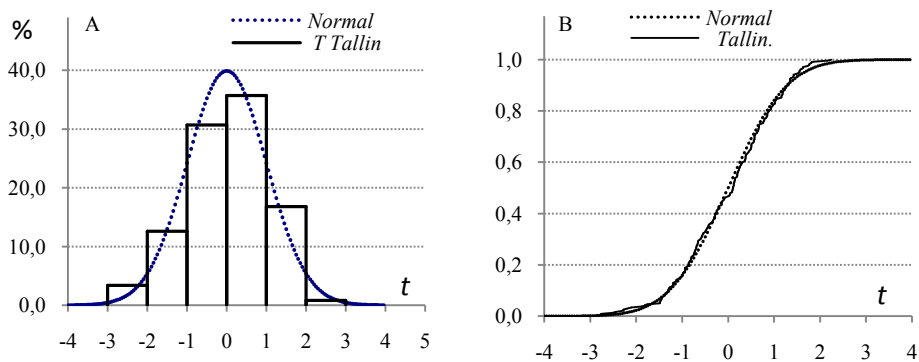 A
Normal
T Tallin
%
40,0
30,0
20,0
10,0
0,0
-4 -3 -2 -1 0 1 2 3 4 5
t
B
Normal
Tallin.
1,0
0,8
0,6
0,4
0,2
0,0
-4 -3 -2 -1 0 1 2 3 4
t